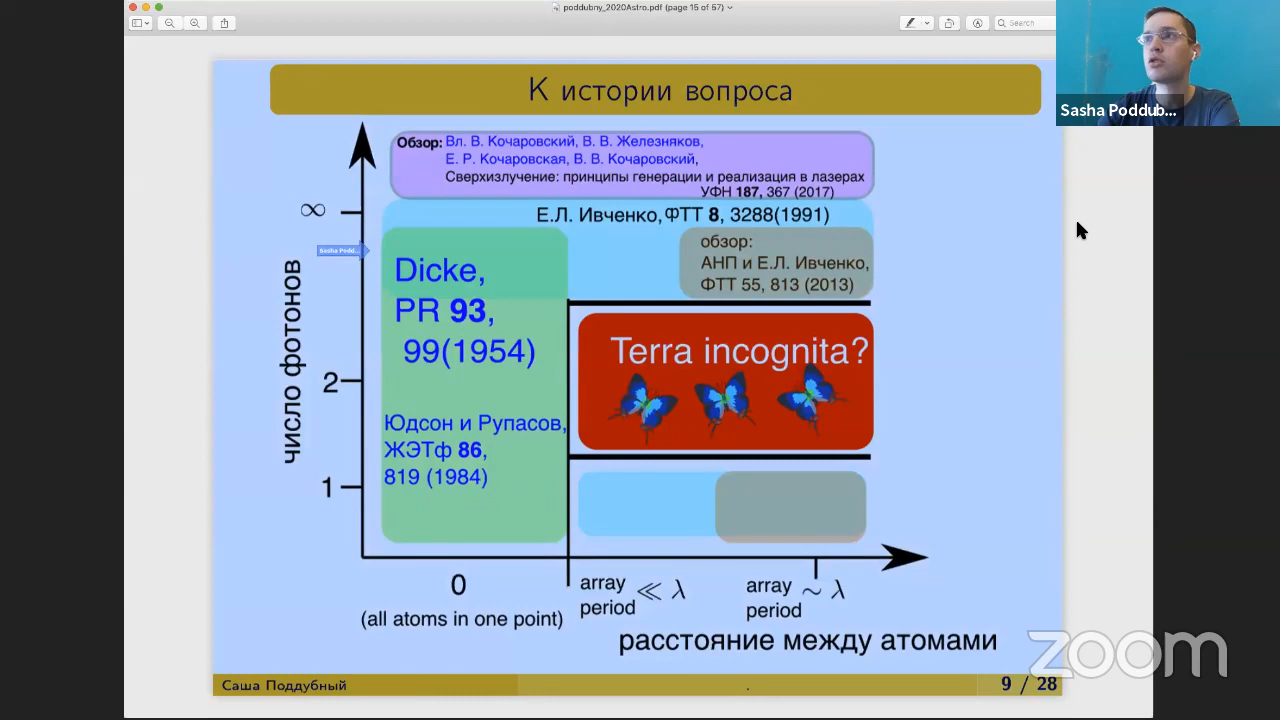 poddubny_2020Astro.pdf (page 15 of 67)
Search
Sasha Poddub...
К истории вопроса
Обзор: Вл. В. Кочаровский, В. В. Железняков,
Е. Р. Кочаровская, В. В. Кочаровский,
Сверхизлучение: принципы генерации и реализация в лазерах
УФН 187, 367 (2017)
∞
Е.Л. Ивченко, ФТТ 8, 3288(1991)
Sasha Podd...
обзор:
АНП и Е.Л. Ивченко,
ФТТ 55, 813 (2013)
Dicke,
PR 93,
99(1954)
Terra incognita?
число фотонов
2
Юдсон и Рупасов,
ЖЭТф 86,
819 (1984)
1
0
(all atoms in one point)
array period ≪ λ
array period ~ λ
расстояние между атомами
zoom
Саша Поддубный
.
9 / 28